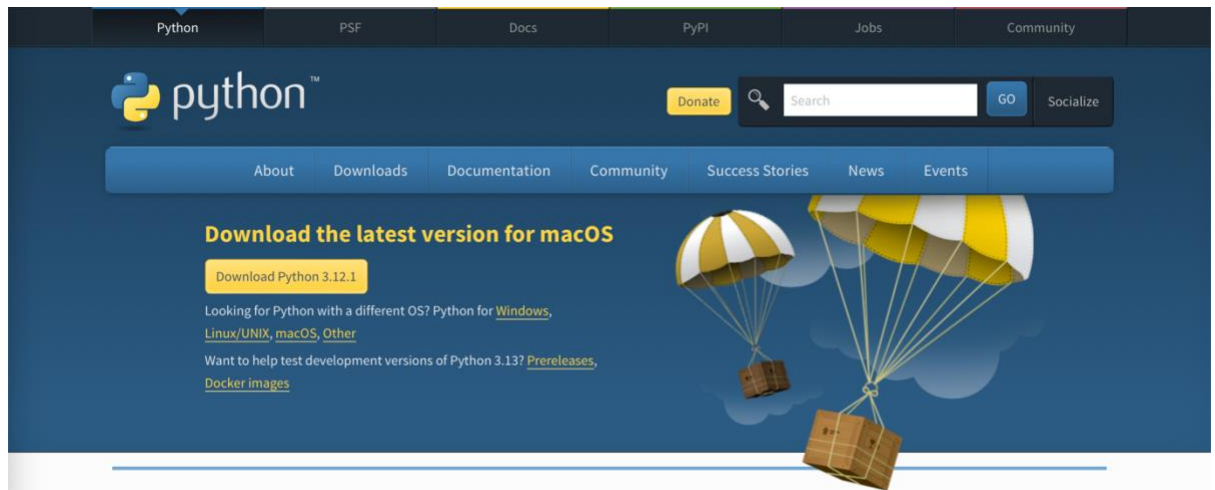 Python PSF Docs PyPI Jobs Community
python™
Donate Search GO Socialize
About Downloads Documentation Community Success Stories News Events
Download the latest version for macOS
Download Python 3.12.1
Looking for Python with a different OS? Python for Windows,
Linux/UNIX, macOS, Other
Want to help test development versions of Python 3.13? Prereleases,
Docker images